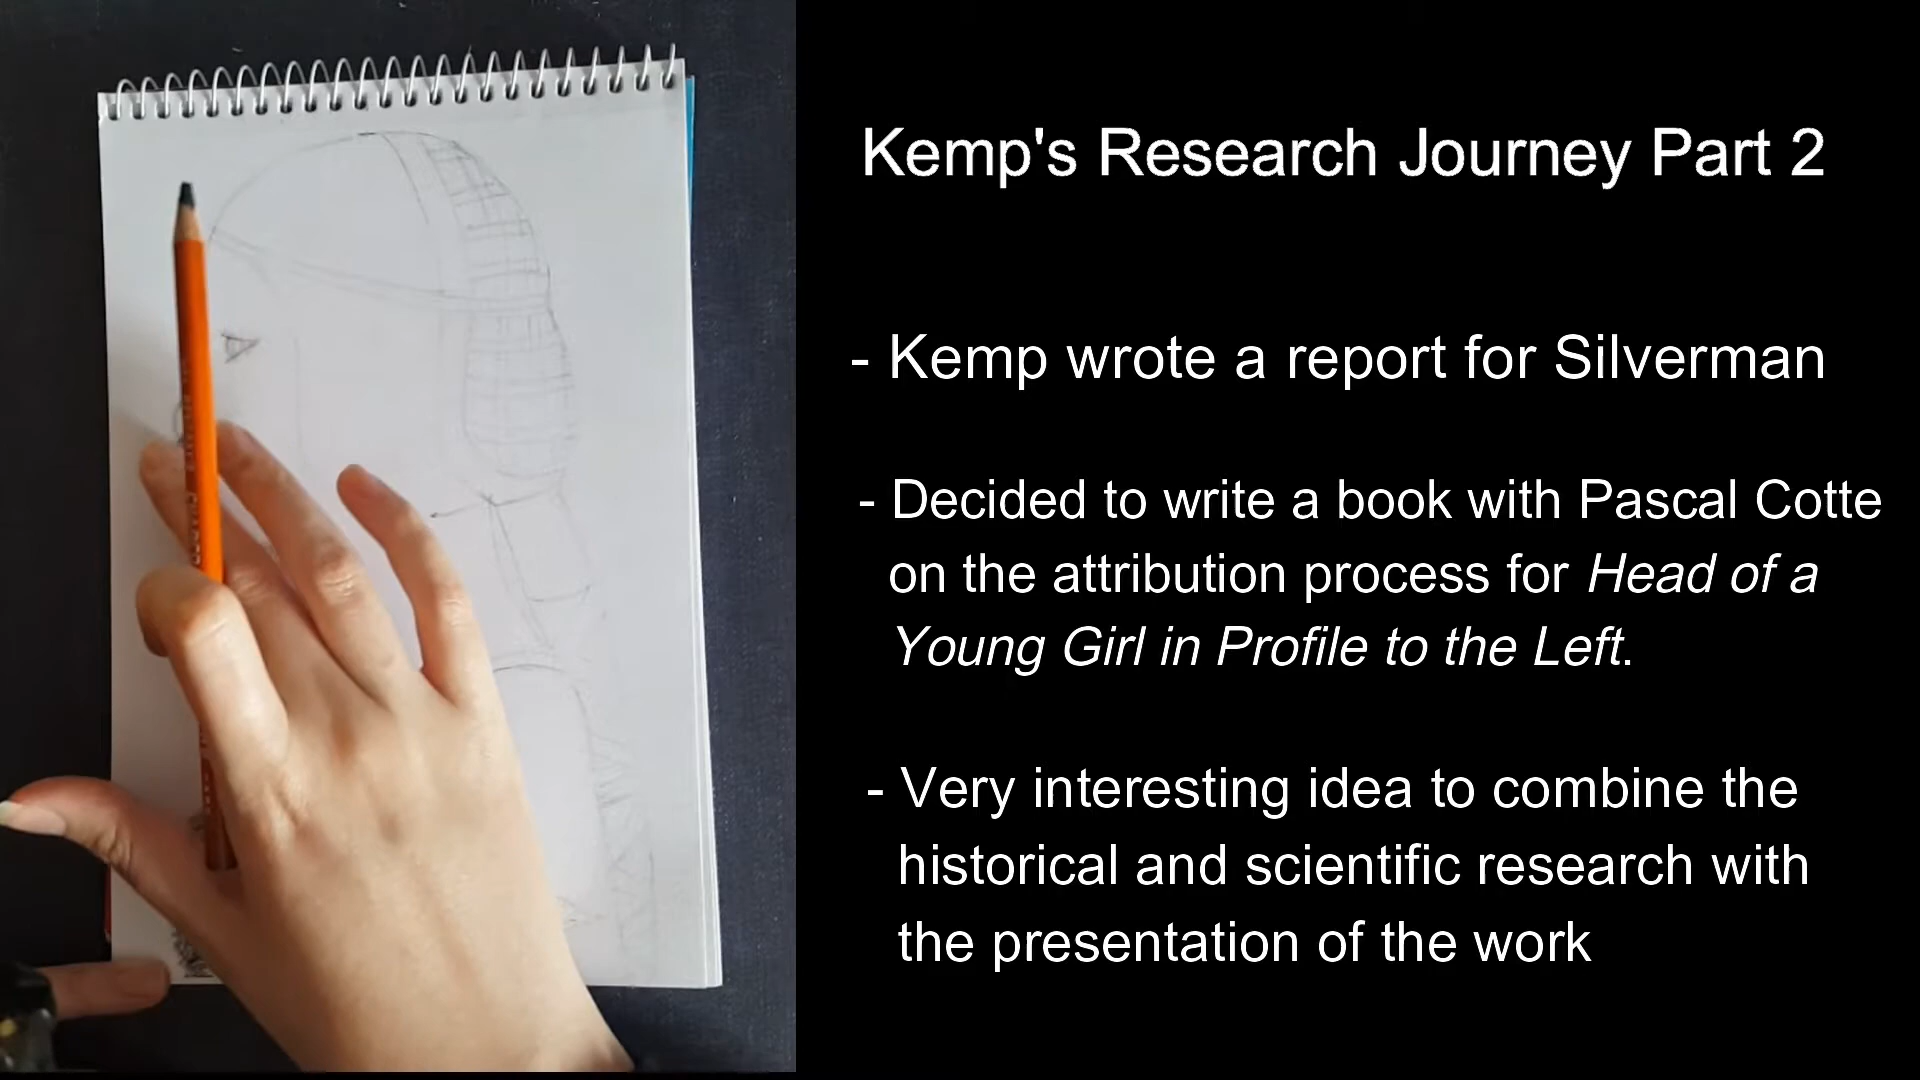 Kemp's Research Journey Part 2
- Kemp wrote a report for Silverman
- Decided to write a book with Pascal Cotte
on the attribution process for Head of a
Young Girl in Profile to the Left.
- Very interesting idea to combine the
historical and scientific research with
the presentation of the work